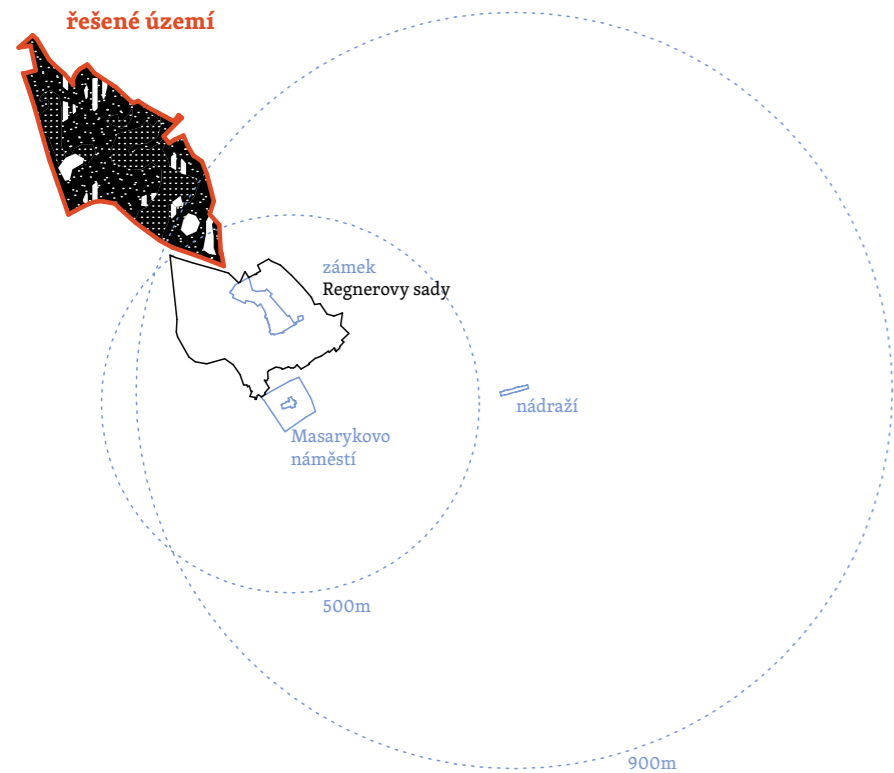 řešené území
zámek
Regnerovy sady
nádraží
Masarykovo
náměstí
500m
900m